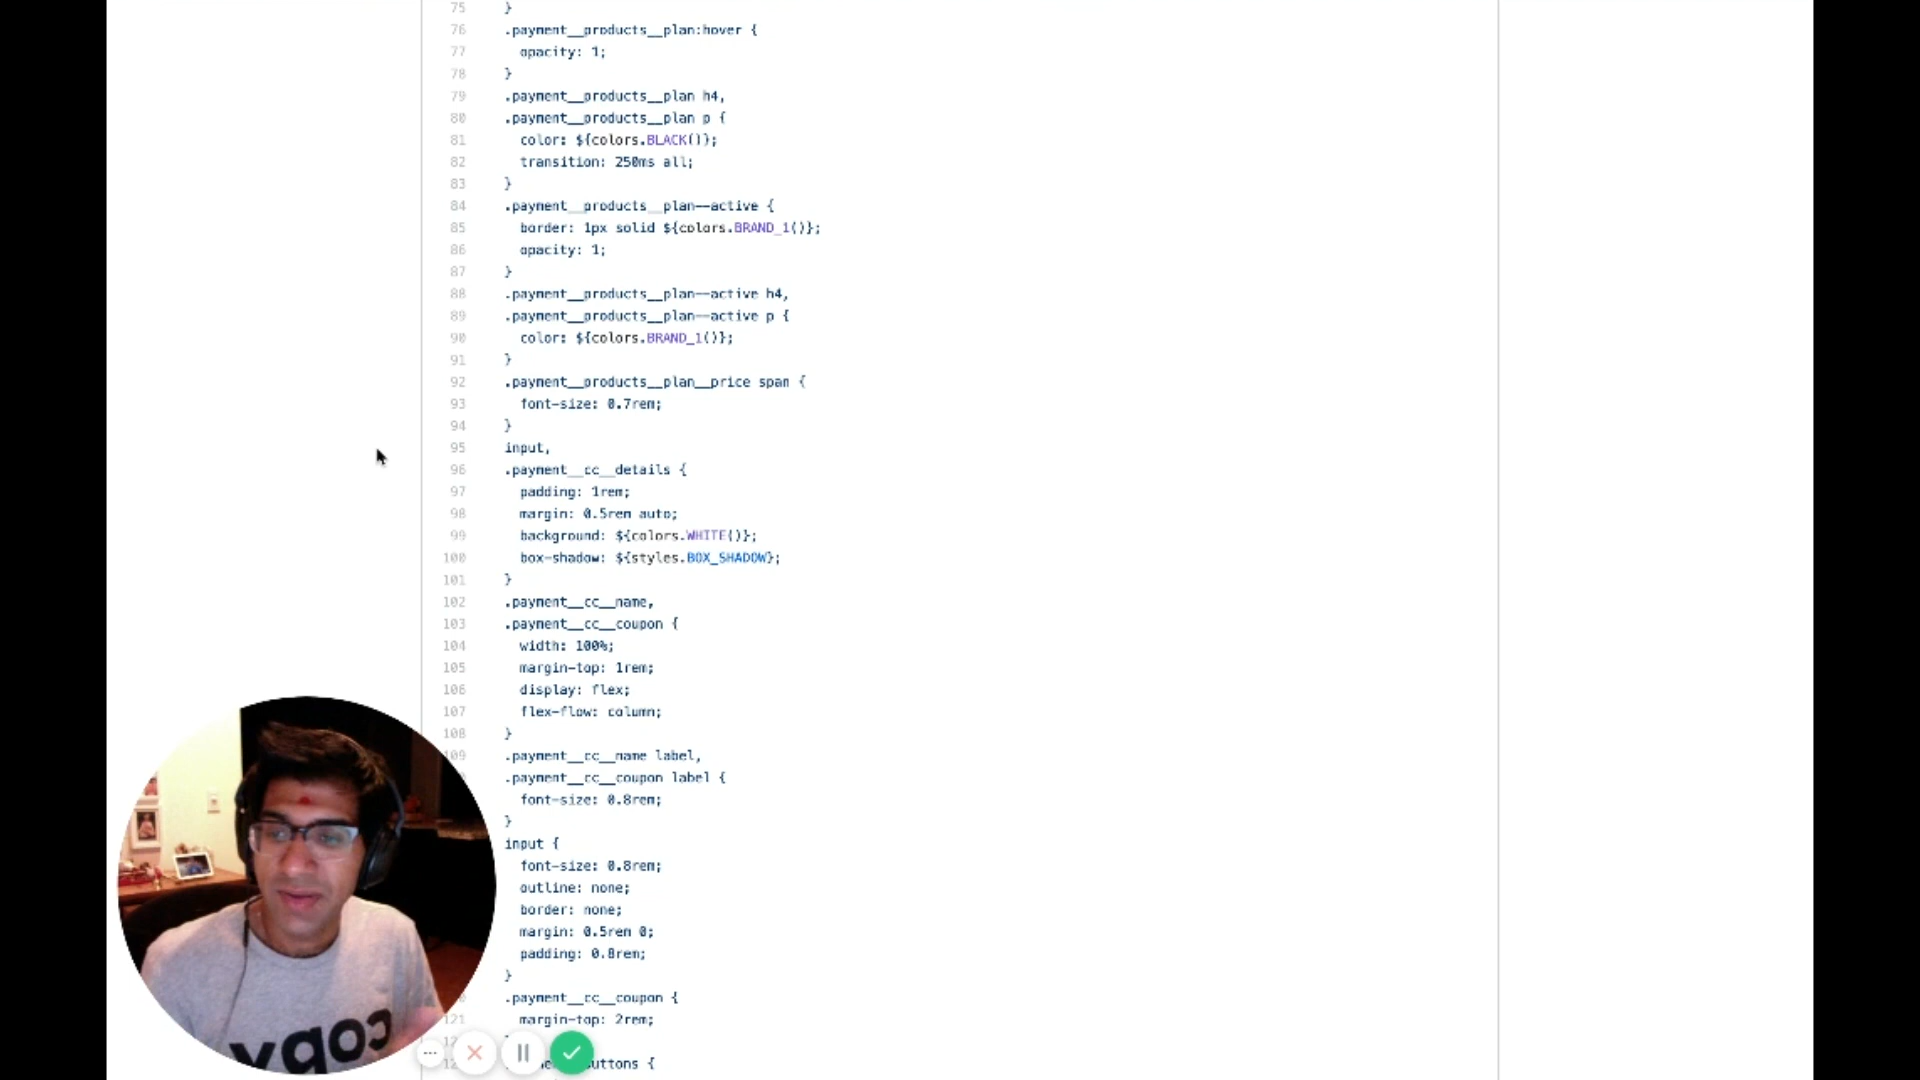 75 }
76 .payment__products__plan:hover {
77 opacity: 1;
78 }
79 .payment__products__plan h4,
80 .payment__products__plan p {
81 color: ${colors.BLACK()};
82 transition: 250ms all;
83 }
84 .payment__products__plan--active {
85 border: 1px solid ${colors.BRAND_1()};
86 opacity: 1;
87 }
88 .payment__products__plan--active h4,
89 .payment__products__plan--active p {
90 color: ${colors.BRAND_1()};
91 }
92 .payment__products__plan__price span {
93 font-size: 0.7rem;
94 }
95 input,
96 .payment__cc__details {
97 padding: 1rem;
98 margin: 0.5rem auto;
99 background: ${colors.WHITE()};
100 box-shadow: ${styles.BOX_SHADOW};
101 }
102 .payment__cc__name,
103 .payment__cc__coupon {
104 width: 100%;
105 margin-top: 1rem;
106 display: flex;
107 flex-flow: column;
108 }
109 .payment__cc__name label,
.payment__cc__coupon label {
font-size: 0.8rem;
}
input {
font-size: 0.8rem;
outline: none;
border: none;
margin: 0.5rem 0;
padding: 0.8rem;
}
.payment__cc__coupon {
121 margin-top: 2rem;
uttons {
copy